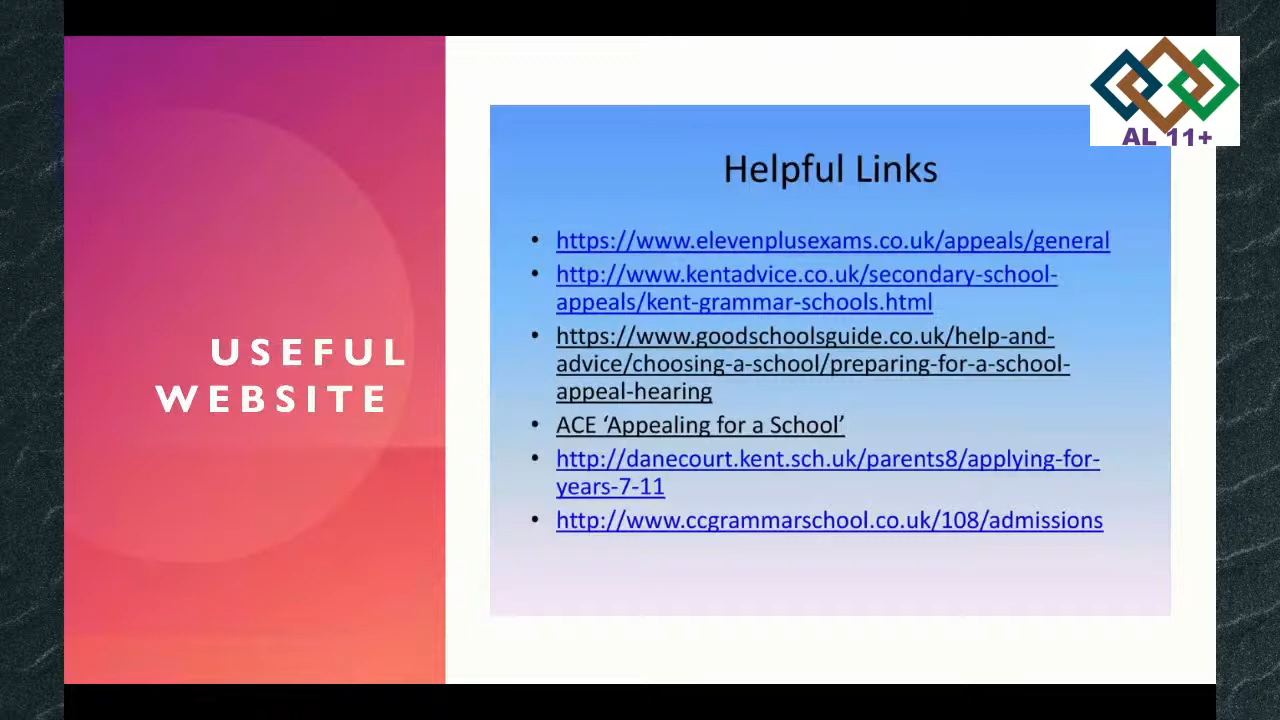 AL 11+
Helpful Links
https://www.elevenplusexams.co.uk/appeals/general
http://www.kentadvice.co.uk/secondary-school-
appeals/kent-grammar-schools.html
https://www.goodschoolsguide.co.uk/help-and-
advice/choosing-a-school/preparing-for-a-school-
appeal-hearing
ACE ‘Appealing for a School’
http://danecourt.kent.sch.uk/parents8/applying-for-
years-7-11
http://www.ccgrammarschool.co.uk/108/admissions
USEFUL
WEBSITE